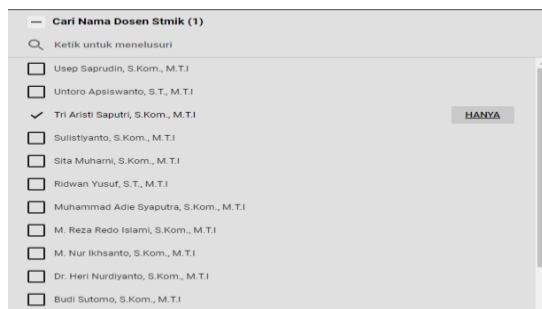 Cari Nama Dosen Stmik (1)
Ketik untuk menelusuri
Usep Saprudin, S.Kom., M.T.I
Untoro Apsiswanto, S.T., M.T.I
Tri Aristi Saputri, S.Kom., M.T.I HANYA
Sulistiyanto, S.Kom., M.T.I
Sita Muharni, S.Kom., M.T.I
Ridwan Yusuf, S.T., M.T.I
Muhammad Adie Syaputra, S.Kom., M.T.I
M. Reza Redo Islami, S.Kom., M.T.I
M. Nur Ikhsanto, S.Kom., M.T.I
Dr. Heri Nurdiyanto, S.Kom., M.T.I
Budi Sutomo, S.Kom., M.T.I